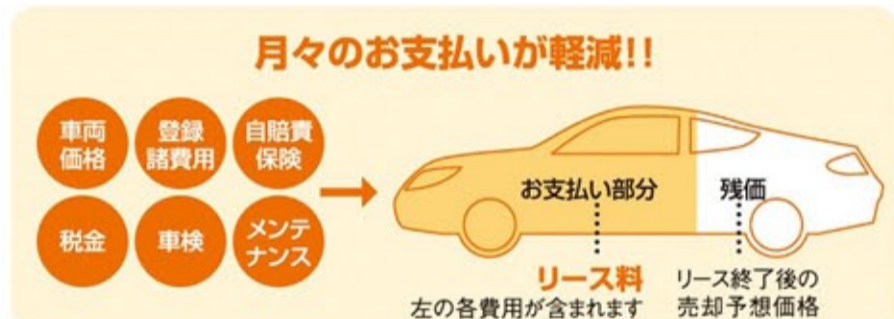 月々のお支払いが軽減!!
車両
価格
登録
諸費用
自賠責
保険
税金
車検
メンテ
ナンス
お支払い部分
残価
リース料
左の各費用が含まれます
リース終了後の
売却予想価格